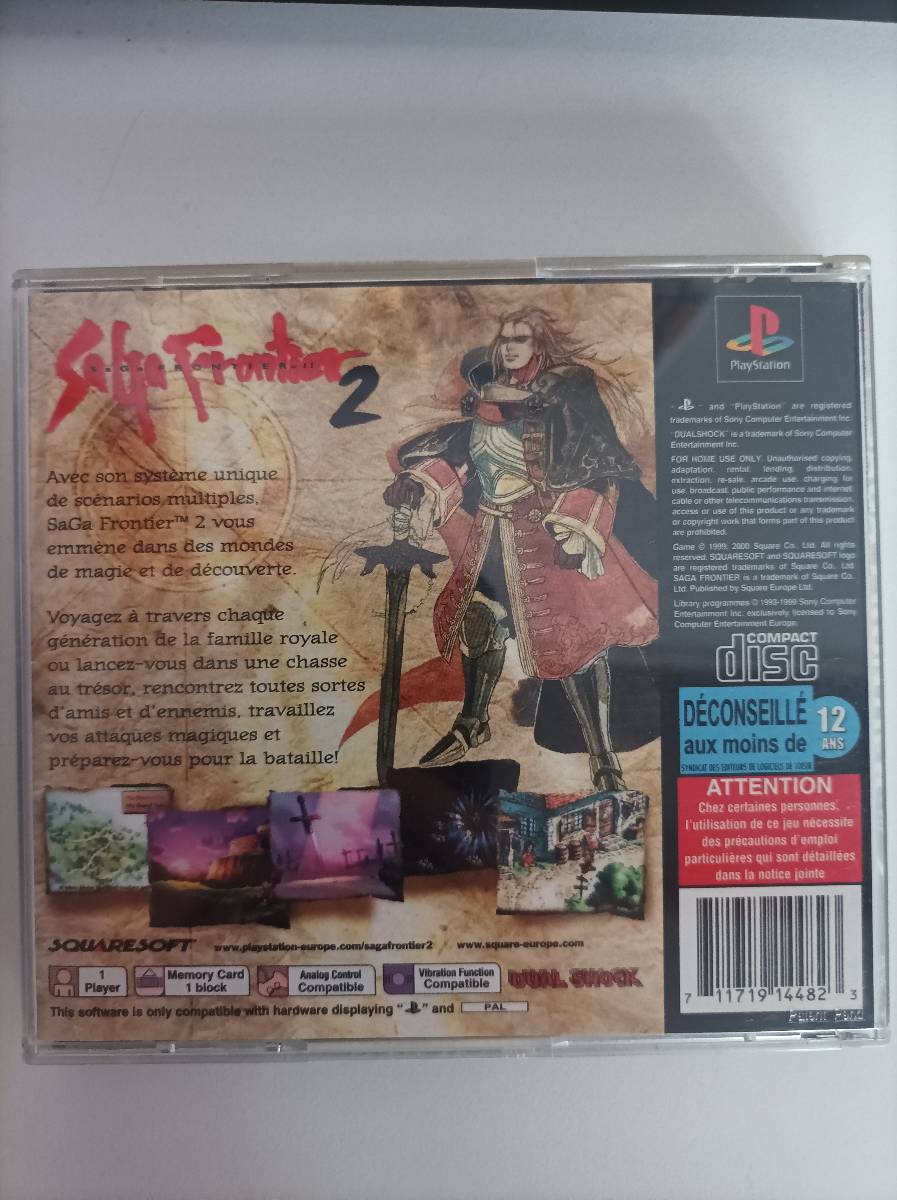 SaGa Frontier 2
SAGA FRONTIER II
Avec son système unique
de scénarios multiples,
SaGa Frontier™ 2 vous
emmène dans des mondes
de magie et de découverte.
Voyagez à travers chaque
génération de la famille royale
ou lancez-vous dans une chasse
au trésor, rencontrez toutes sortes
d'amis et d'ennemis, travaillez
vos attaques magiques et
préparez-vous pour la bataille!
SQUARESOFT
www.playstation-europe.com/sagafrontier2
www.square-europe.com
1
Player
Memory Card
1 block
Analog Control
Compatible
Vibration Function
Compatible
DUAL SHOCK
This software is only compatible with hardware displaying " " and PAL
PlayStation
" " and "PlayStation" are registered
trademarks of Sony Computer Entertainment Inc.
"DUALSHOCK" is a trademark of Sony Computer
Entertainment Inc.
FOR HOME USE ONLY. Unauthorised copying,
adaptation, rental, lending, distribution,
extraction, re-sale, arcade use, charging for
use, broadcast, public performance and internet,
cable or other telecommunications transmission,
access or use of this product or any trademark
or copyright work that forms part of this product
are prohibited.
Game © 1999, 2000 Square Co., Ltd. All rights
reserved. SQUARESOFT and SQUARESOFT logo
are registered trademarks of Square Co., Ltd.
SAGA FRONTIER is a trademark of Square Co.,
Ltd. Published by Square Europe Ltd.
Library programmes © 1993-1999 Sony Computer
Entertainment Inc. exclusively licensed to Sony
Computer Entertainment Europe.
COMPACT
disc
DÉCONSEILLÉ
aux moins de
12
ANS
SYNDICAT DES EDITEURS DE LOGICIELS DE LOISIR
ATTENTION
Chez certaines personnes,
l'utilisation de ce jeu nécessite
des précautions d'emploi
particulières qui sont détaillées
dans la notice jointe
7 11719 14482 3
Patent Pend